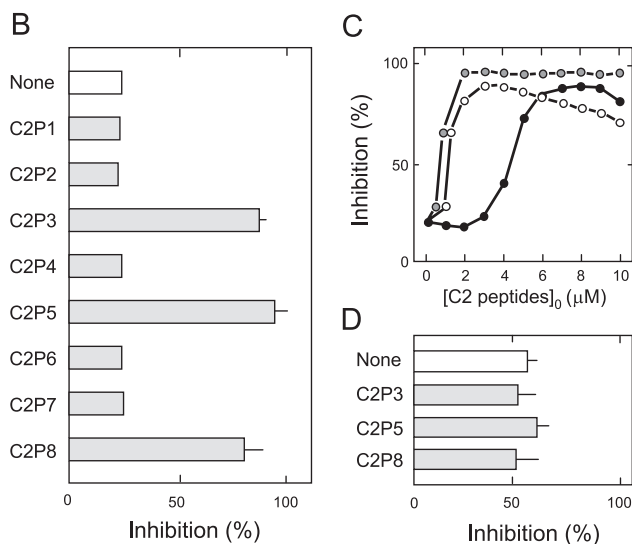 B
None
C2P1
C2P2
C2P3
C2P4
C2P5
C2P6
C2P7
C2P8
0 50 100
Inhibition (%)
C
Inhibition (%)
100
50
0
0 2 4 6 8 10
[C2 peptides]0 (μM)
D
None
C2P3
C2P5
C2P8
0 50 100
Inhibition (%)